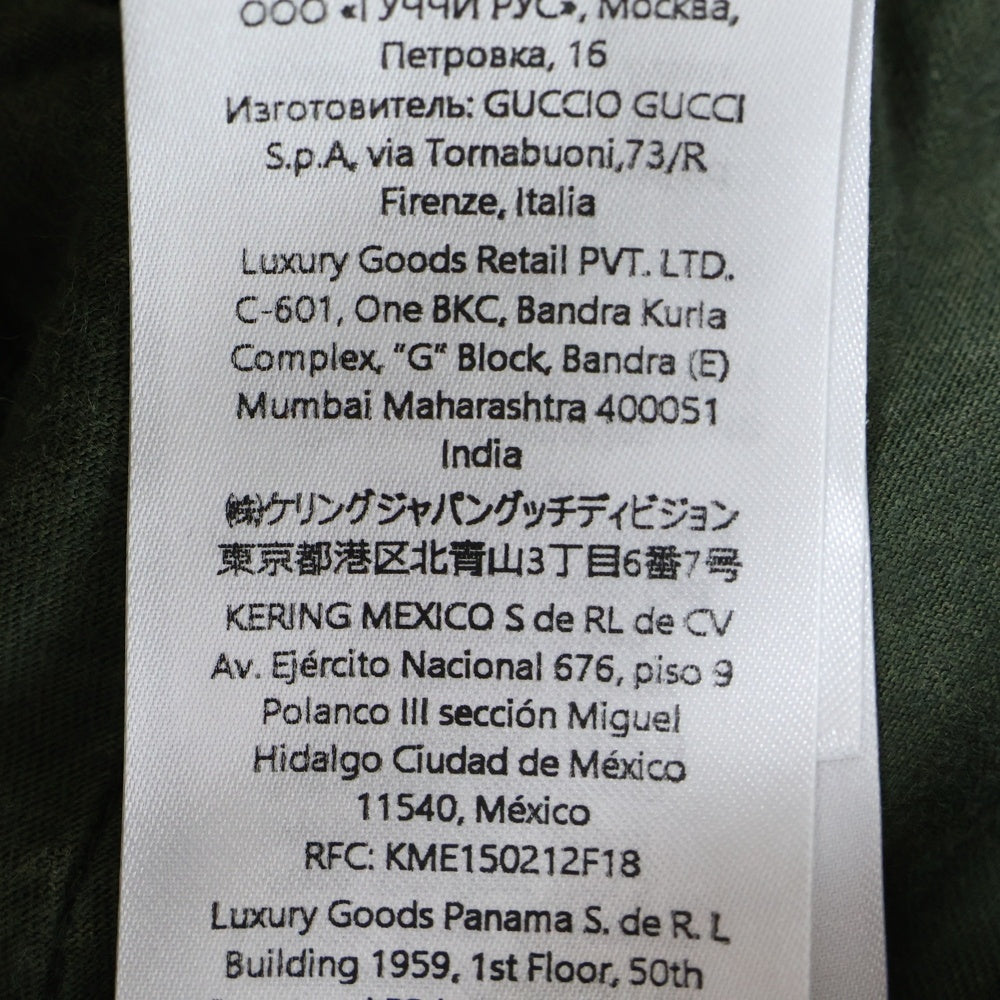 ООО «ГУЧЧИ РУС», Москва,
Петровка, 16
Изготовитель: GUCCIO GUCCI
S.p.A, via Tornabuoni,73/R
Firenze, Italia
Luxury Goods Retail PVT. LTD.
C-601, One BKC, Bandra Kurla
Complex, "G" Block, Bandra (E)
Mumbai Maharashtra 400051
India
㈱ケリングジャパングッチディビジョン
東京都港区北青山3丁目6番7号
KERING MEXICO S de RL de CV
Av. Ejército Nacional 676, piso 9
Polanco III sección Miguel
Hidalgo Ciudad de México
11540, México
RFC: KME150212F18
Luxury Goods Panama S. de R. L
Building 1959, 1st Floor, 50th